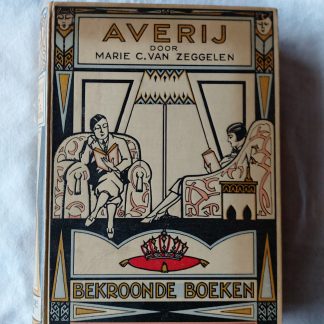 AVERIJ
DOOR
MARIE C. VAN ZEGGELEN
BEKROONDE BOEKEN